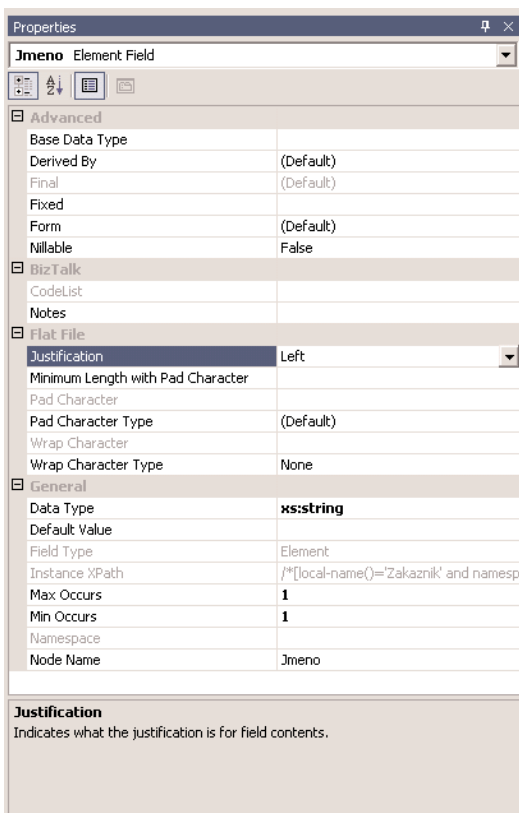 Properties
Jmeno Element Field
Advanced
Base Data Type
Derived By (Default)
Final (Default)
Fixed
Form (Default)
Nillable False
BizTalk
CodeList
Notes
Flat File
Justification Left
Minimum Length with Pad Character
Pad Character
Pad Character Type (Default)
Wrap Character
Wrap Character Type None
General
Data Type xs:string
Default Value
Field Type Element
Instance XPath /*[local-name()='Zakaznik' and namesp
Max Occurs 1
Min Occurs 1
Namespace
Node Name Jmeno
Justification
Indicates what the justification is for field contents.